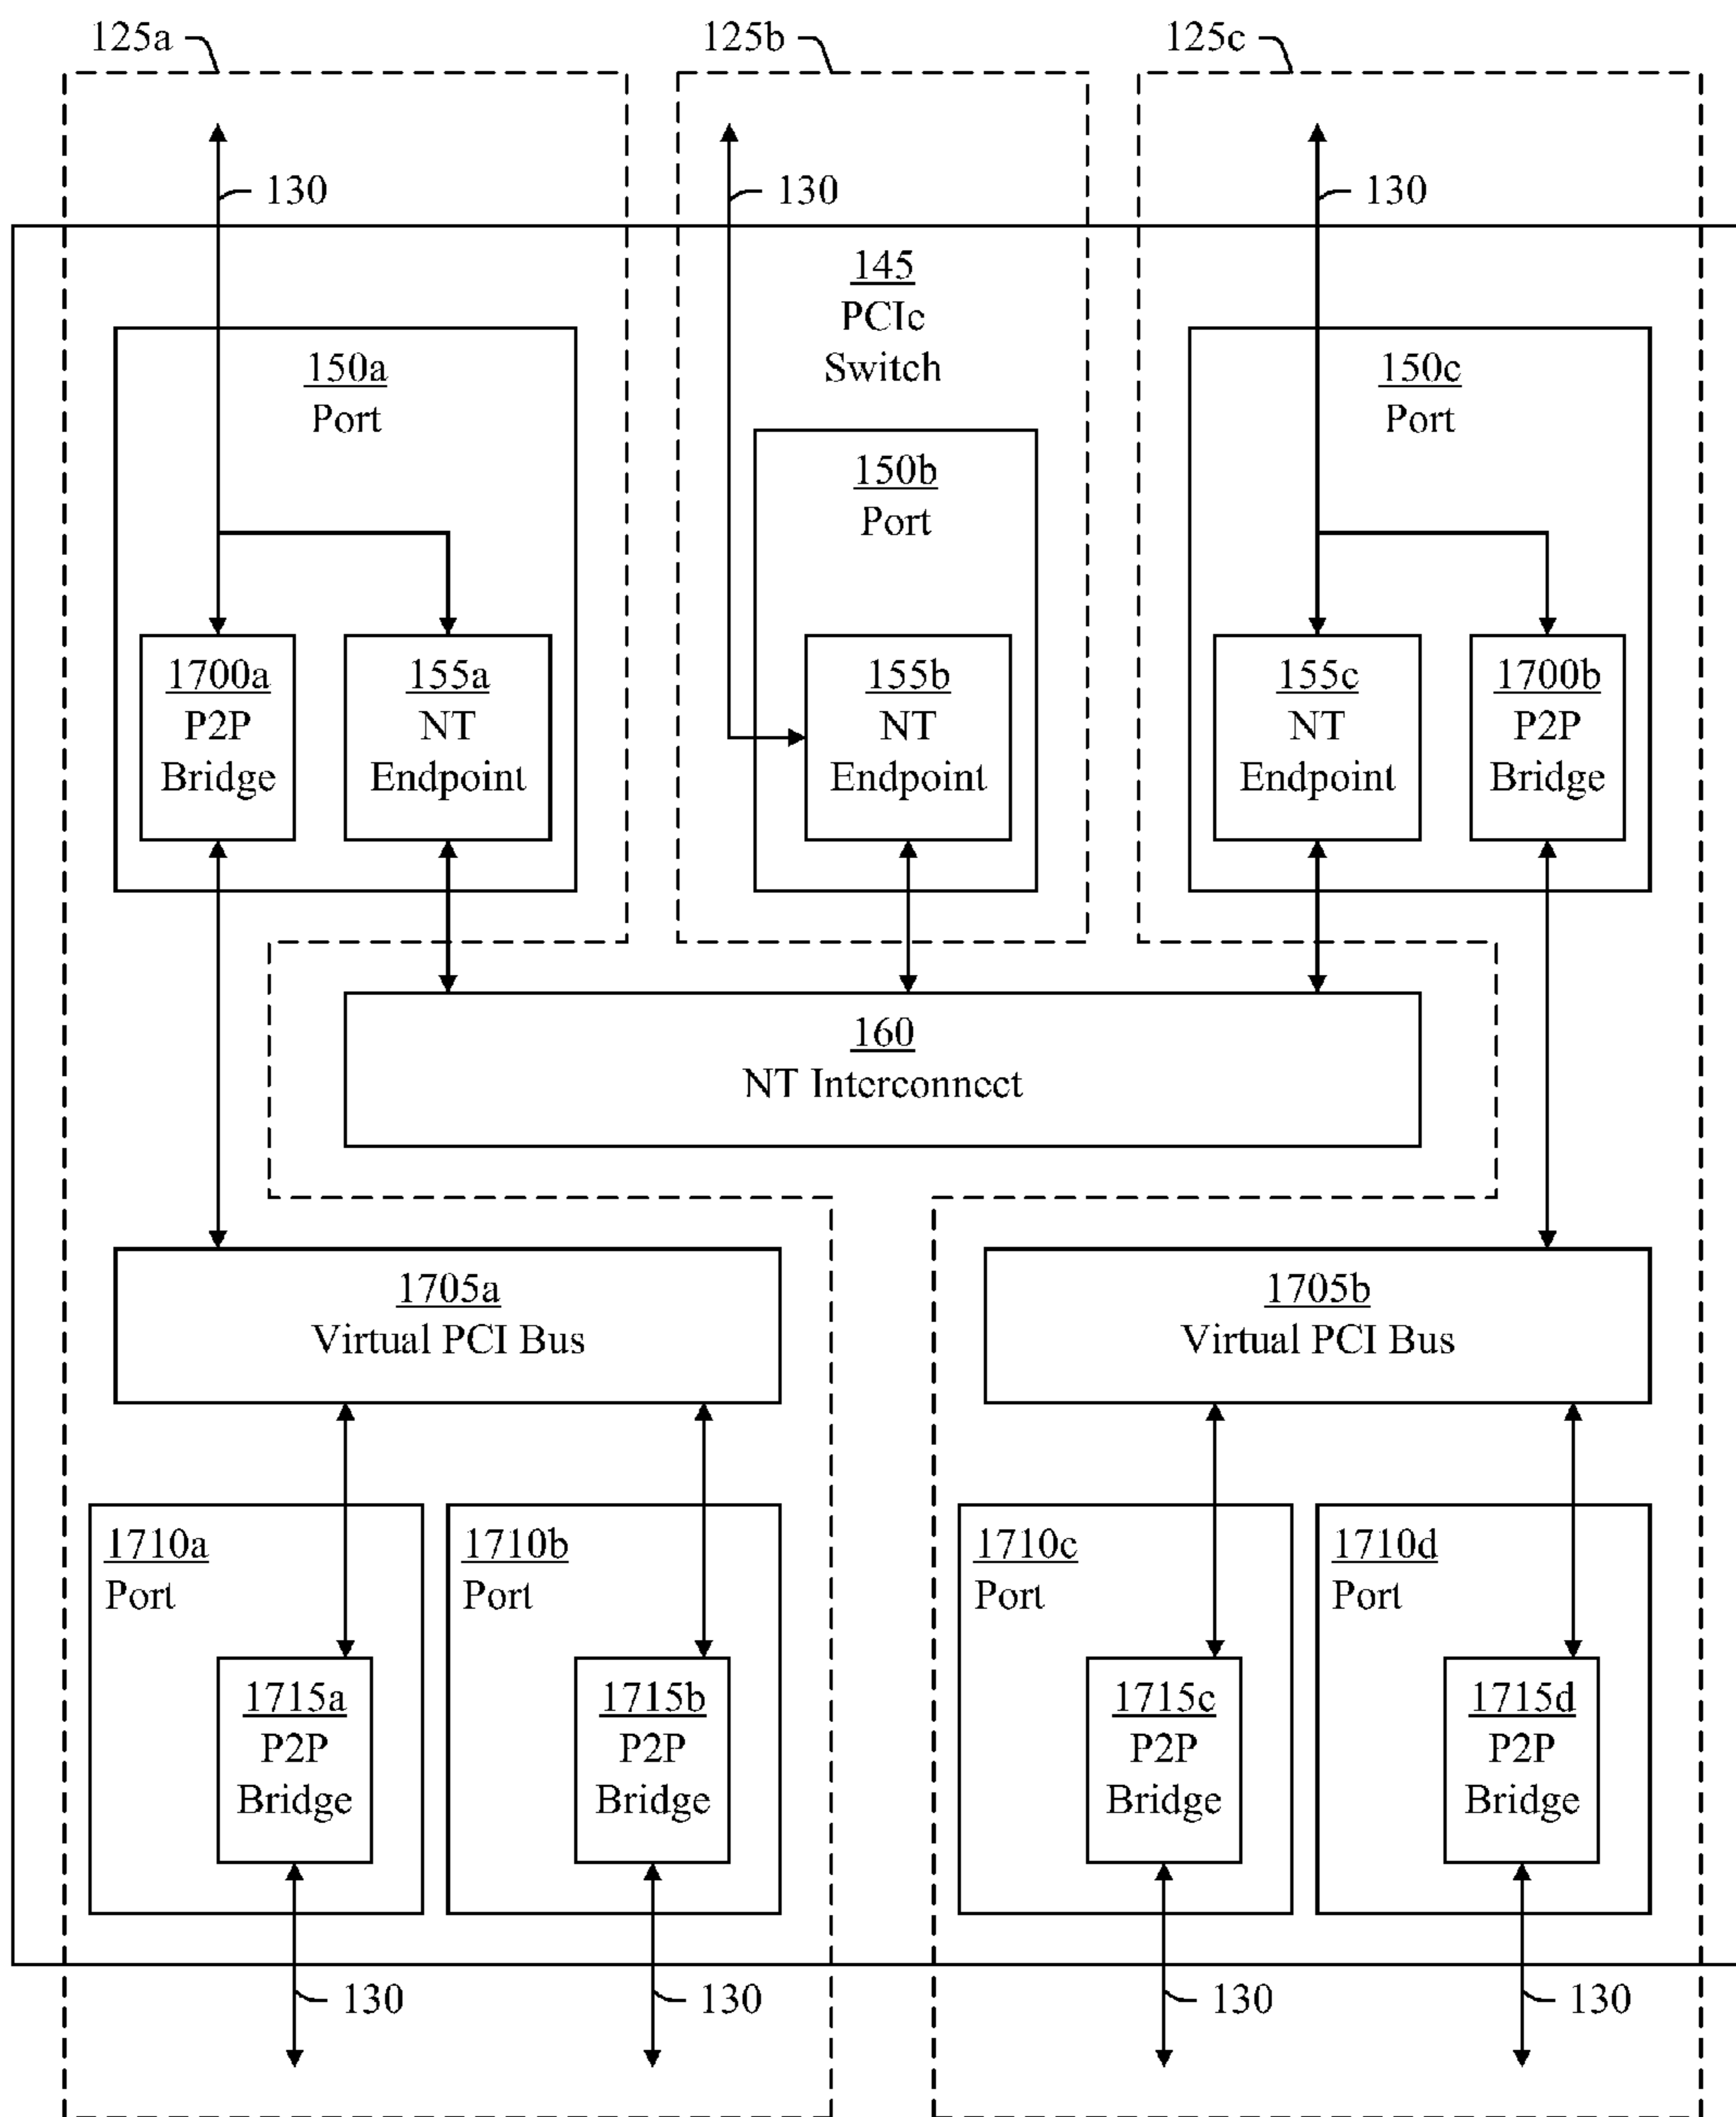 125a
125b
125c
130
130
130
145
PCIe
Switch
150a
Port
150c
Port
150b
Port
1700a
P2P
Bridge
155a
NT
Endpoint
155b
NT
Endpoint
155c
NT
Endpoint
1700b
P2P
Bridge
160
NT Interconnect
1705a
Virtual PCI Bus
1705b
Virtual PCI Bus
1710a
Port
1710b
Port
1710c
Port
1710d
Port
1715a
P2P
Bridge
1715b
P2P
Bridge
1715c
P2P
Bridge
1715d
P2P
Bridge
130
130
130
130